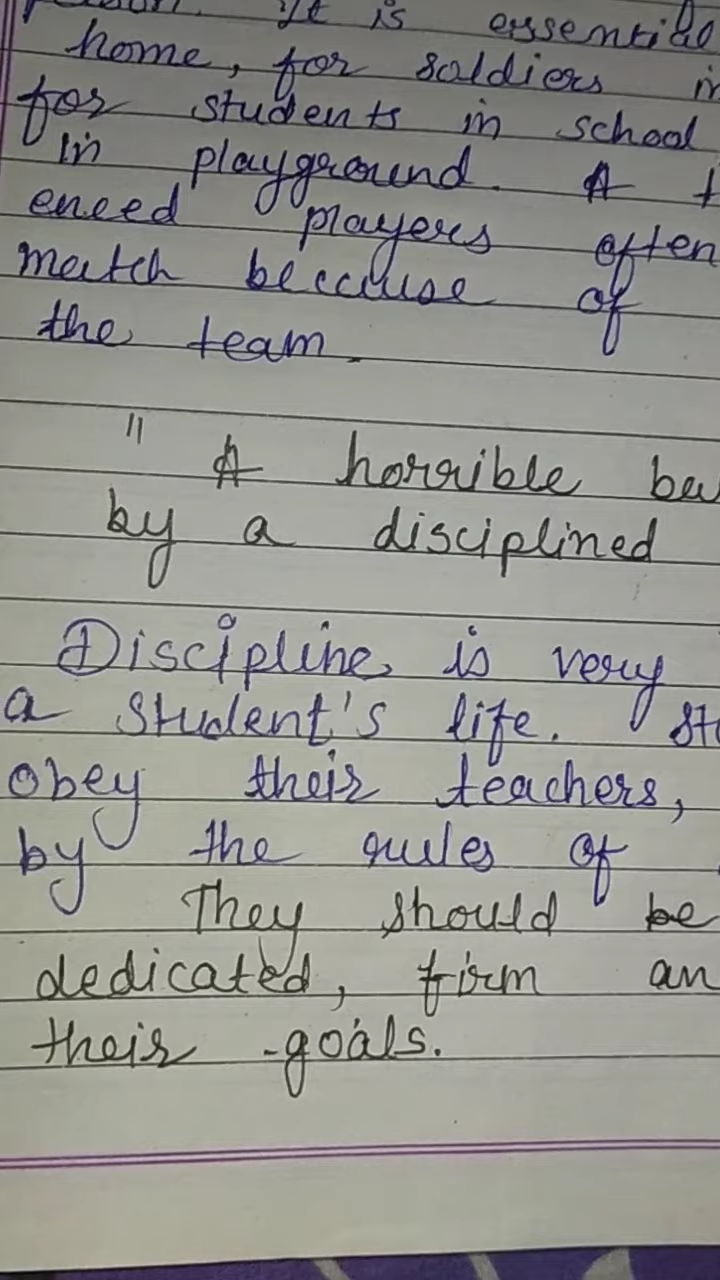 It is essential
home, for soldiers in
for students in school
in playground. A t
eneed players often
match because of
the team.
" A horrible
by a disciplined
Discipline is very
a student's life. St
obey their teachers,
by the rules of
They should be
dedicated, firm an
their goals.